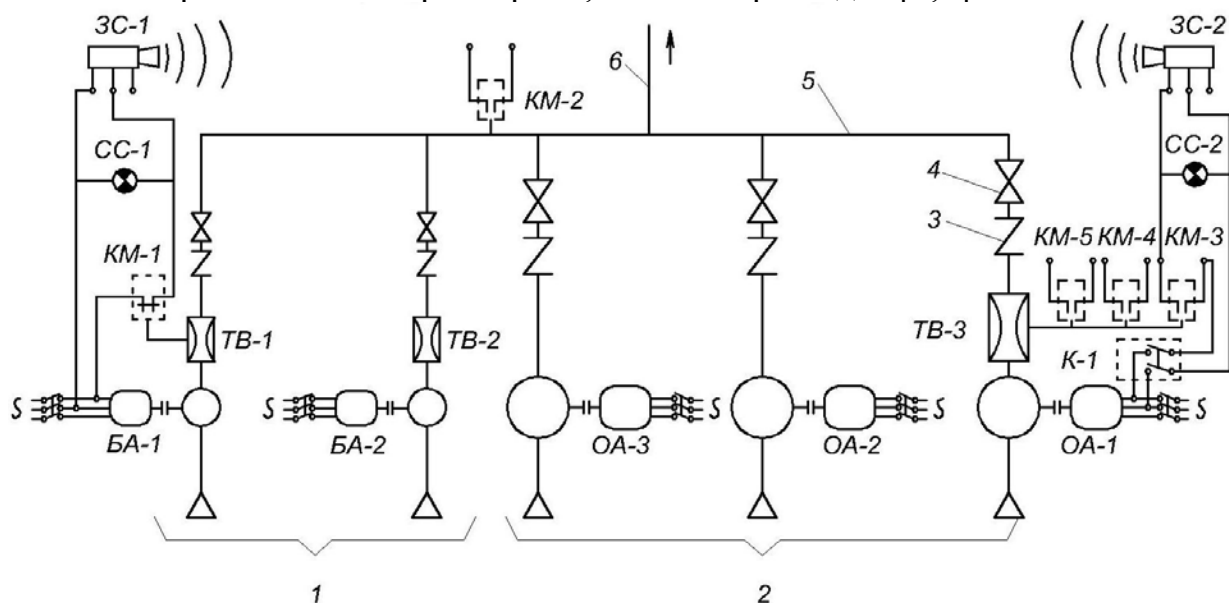 ЗС-1
ЗС-2
КМ-2
6
5
СС-1
СС-2
4
3
КМ-1
КМ-5
КМ-4
КМ-3
ТВ-1
ТВ-2
ТВ-3
К-1
S
S
S
S
S
БА-1
БА-2
ОА-3
ОА-2
ОА-1
1
2